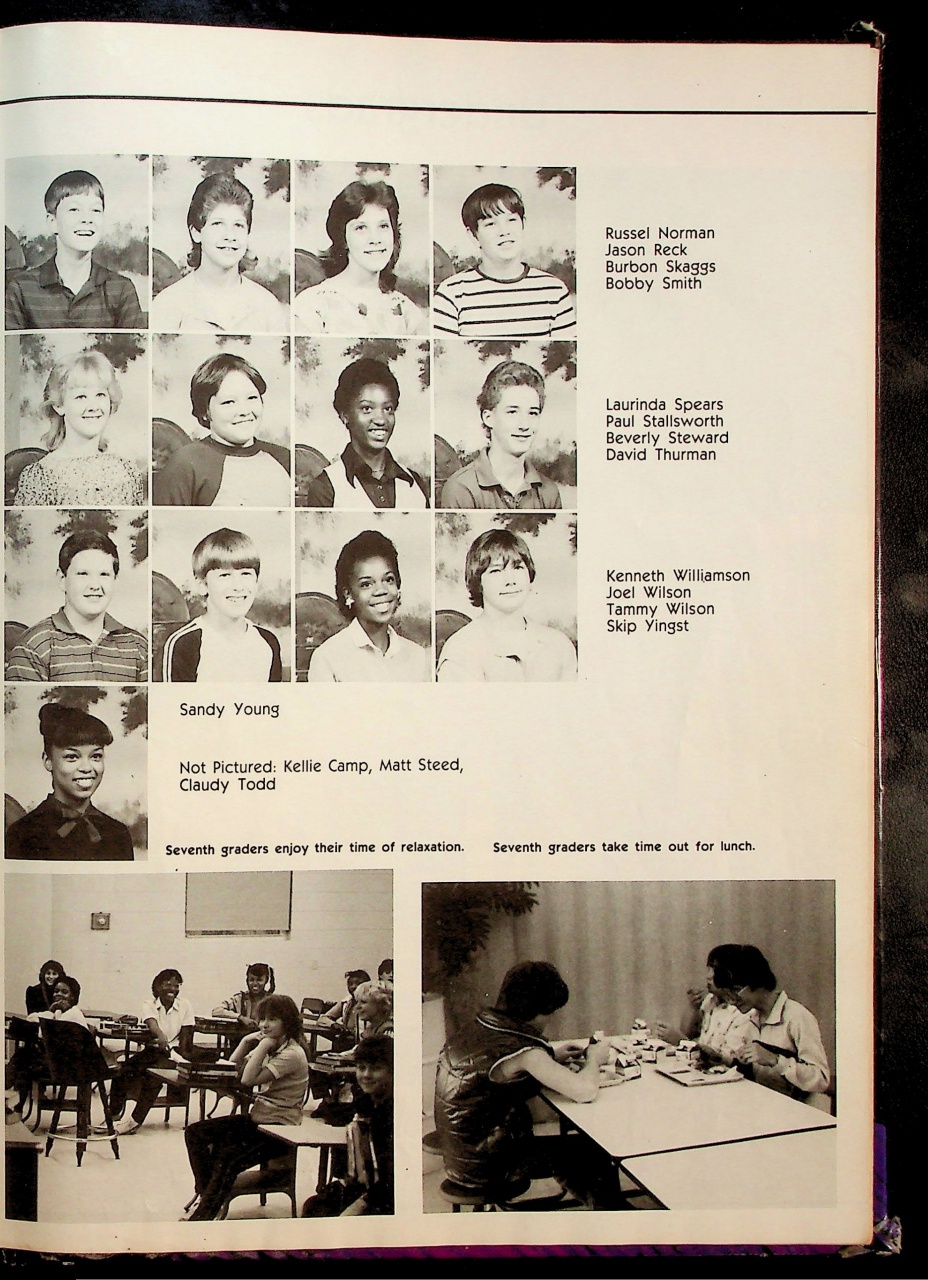 Russel Norman
Jason Reck
Burbon Skaggs
Bobby Smith
Laurinda Spears
Paul Stallsworth
Beverly Steward
David Thurman
Kenneth Williamson
Joel Wilson
Tammy Wilson
Skip Yingst
Sandy Young
Not Pictured: Kellie Camp, Matt Steed,
Claudy Todd
Seventh graders enjoy their time of relaxation.
Seventh graders take time out for lunch.